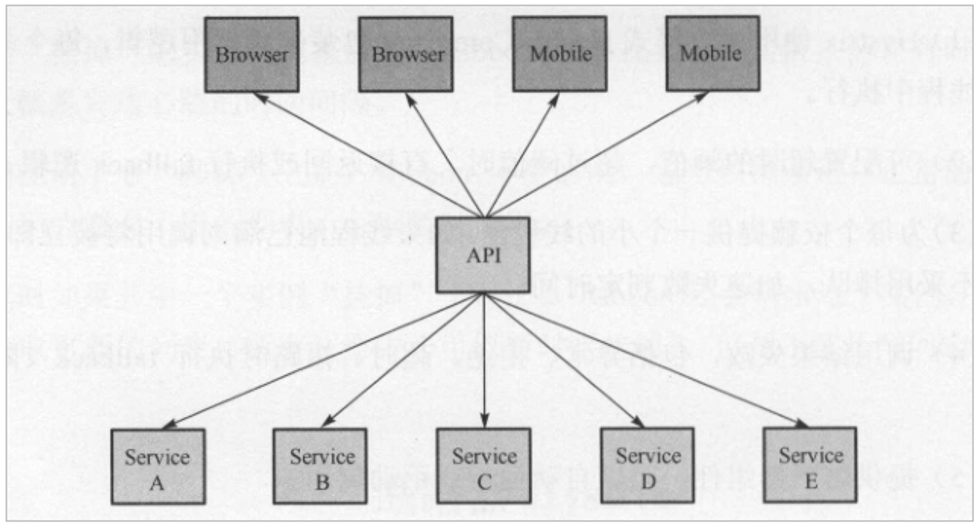 Browser
Browser
Mobile
Mobile
API
Service
A
Service
B
Service
C
Service
D
Service
E